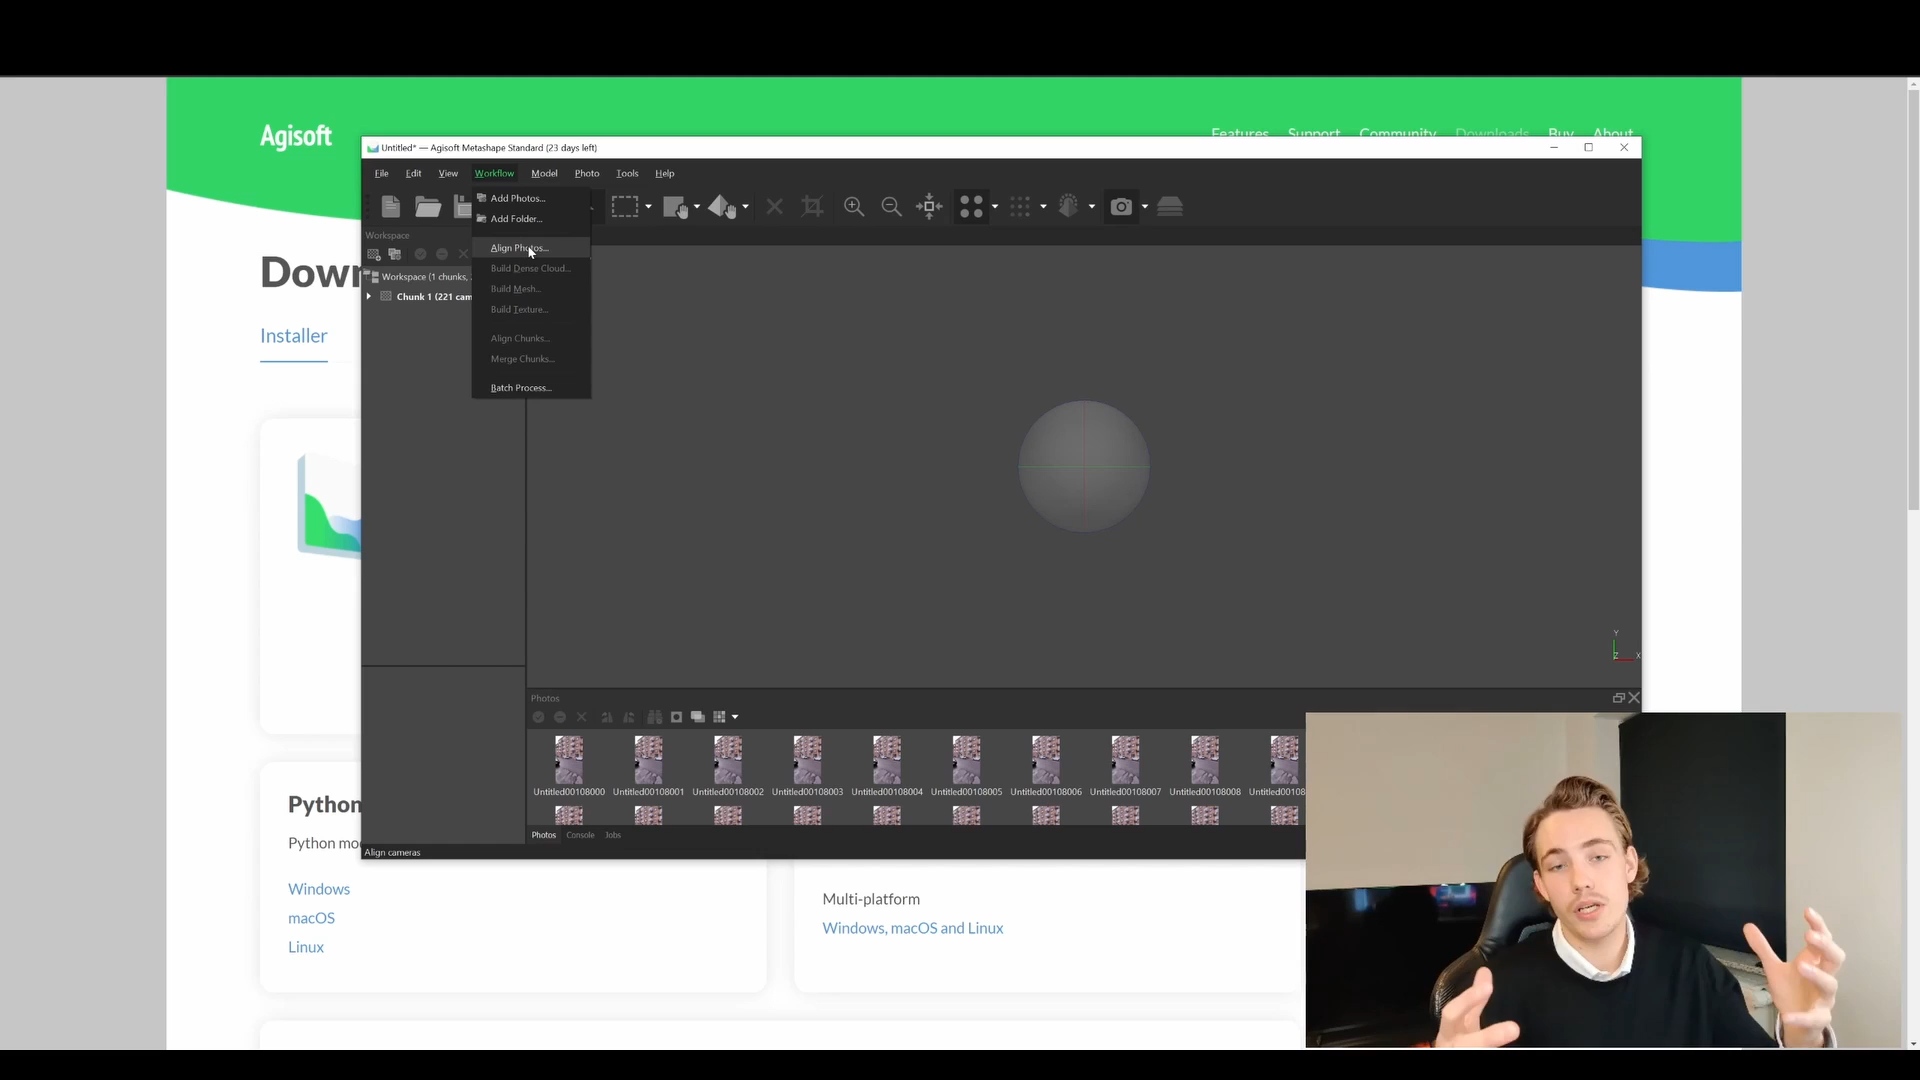 Agisoft
Features Support Community Downloads Buy About
Untitled* — Agisoft Metashape Standard (23 days left)
File Edit View Workflow Model Photo Tools Help
Add Photos...
Add Folder...
Workspace
Align Photos...
Build Dense Cloud...
Workspace (1 chunks,
Build Mesh...
Chunk 1 (221 cam
Build Texture...
Align Chunks...
Merge Chunks...
Batch Process...
Down
Installer
Y
Z X
Photos
Untitled00108000 Untitled00108001 Untitled00108002 Untitled00108003 Untitled00108004 Untitled00108005 Untitled00108006 Untitled00108007 Untitled00108008 Untitled00108
Photos Console Jobs
Align cameras
Python
Python mo
Windows
macOS
Linux
Multi-platform
Windows, macOS and Linux